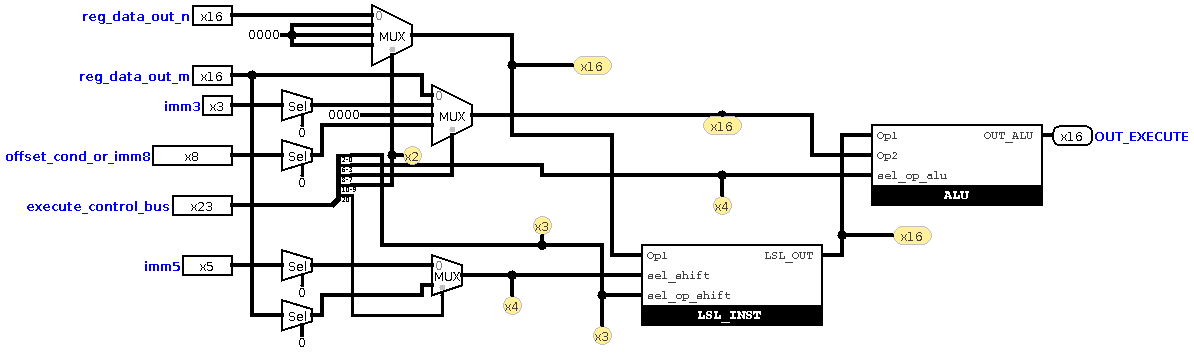 reg_data_out_n x16 0
0000 MUX
x16
reg_data_out_m x16 0
imm3 x3 Sel 0
0000 MUX
x16
offset_cond_or_imm8 x8 Sel 0
x2
2-0
6-3
8-7
10-9
20
execute_control_bus x23
x4
Op1 OUT_ALU x16 OUT_EXECUTE
Op2
sel_op_alu
ALU
x3
x16
imm5 x5 Sel 0
0 MUX
x4
Sel 0
Op1 LSL_OUT
sel_shift
sel_op_shift
LSL_INST
x3